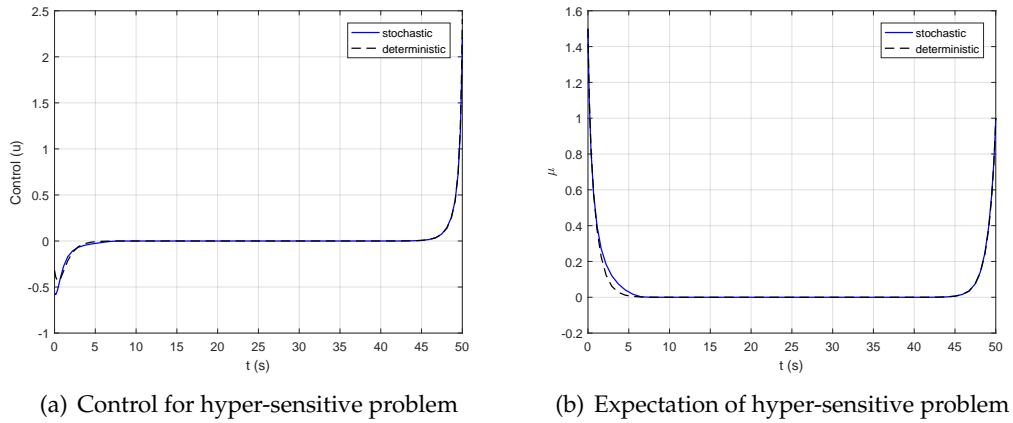 2.5
2
1.5
1
0.5
0
-0.5
-1
Control (u)
stochastic
deterministic
0 5 10 15 20 25 30 35 40 45 50
t (s)
(a) Control for hyper-sensitive problem
1.6
1.4
1.2
1
0.8
0.6
0.4
0.2
0
-0.2
μ
stochastic
deterministic
0 5 10 15 20 25 30 35 40 45 50
t (s)
(b) Expectation of hyper-sensitive problem